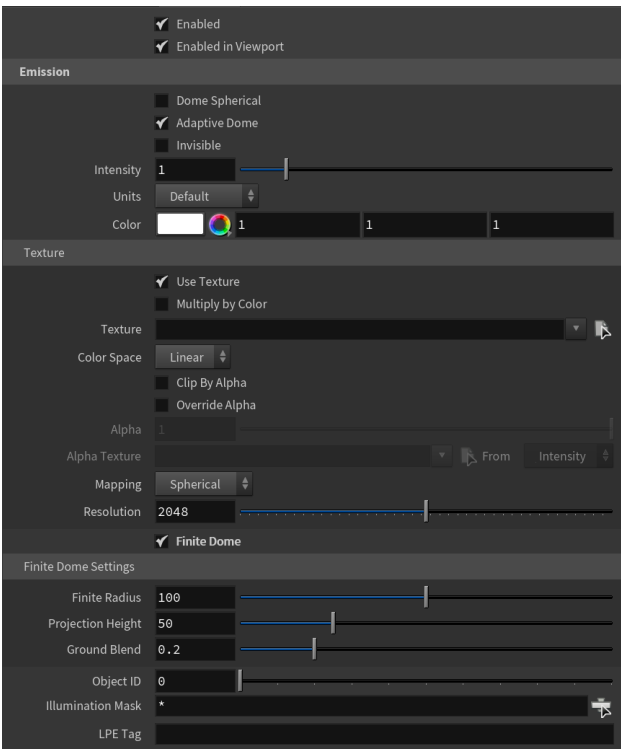 Enabled
Enabled in Viewport
Emission
Dome Spherical
Adaptive Dome
Invisible
Intensity 1
Units Default
Color 1 1 1
Texture
Use Texture
Multiply by Color
Texture
Color Space Linear
Clip By Alpha
Override Alpha
Alpha 1
Alpha Texture From Intensity
Mapping Spherical
Resolution 2048
Finite Dome
Finite Dome Settings
Finite Radius 100
Projection Height 50
Ground Blend 0.2
Object ID 0
Illumination Mask *
LPE Tag